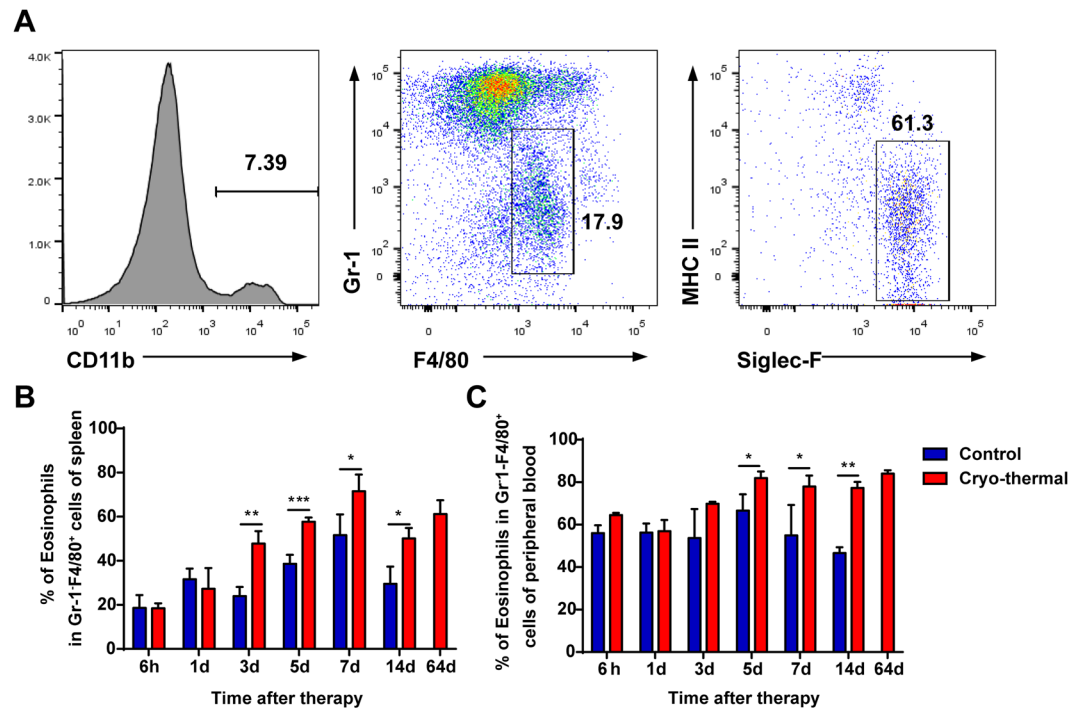 A
4.0K
3.0K
2.0K
1.0K
0
7.39
10^0 10^1 10^2 10^3 10^4 10^5
CD11b
Gr-1
10^5
10^4
10^3
10^2
0
17.9
0 10^3 10^4 10^5
F4/80
MHC II
10^5
10^4
10^3
10^2
0
61.3
0 10^3 10^4 10^5
Siglec-F
B
% of Eosinophils
in Gr-1⁻F4/80⁺ cells of spleen
100
80
60
40
20
0
** *** * *
6h 1d 3d 5d 7d 14d 64d
Time after therapy
C
% of Eosinophils in Gr⁻1-F4/80⁺
cells of peripheral blood
100
80
60
40
20
0
* * **
6h 1d 3d 5d 7d 14d 64d
Time after therapy
Control
Cryo-thermal